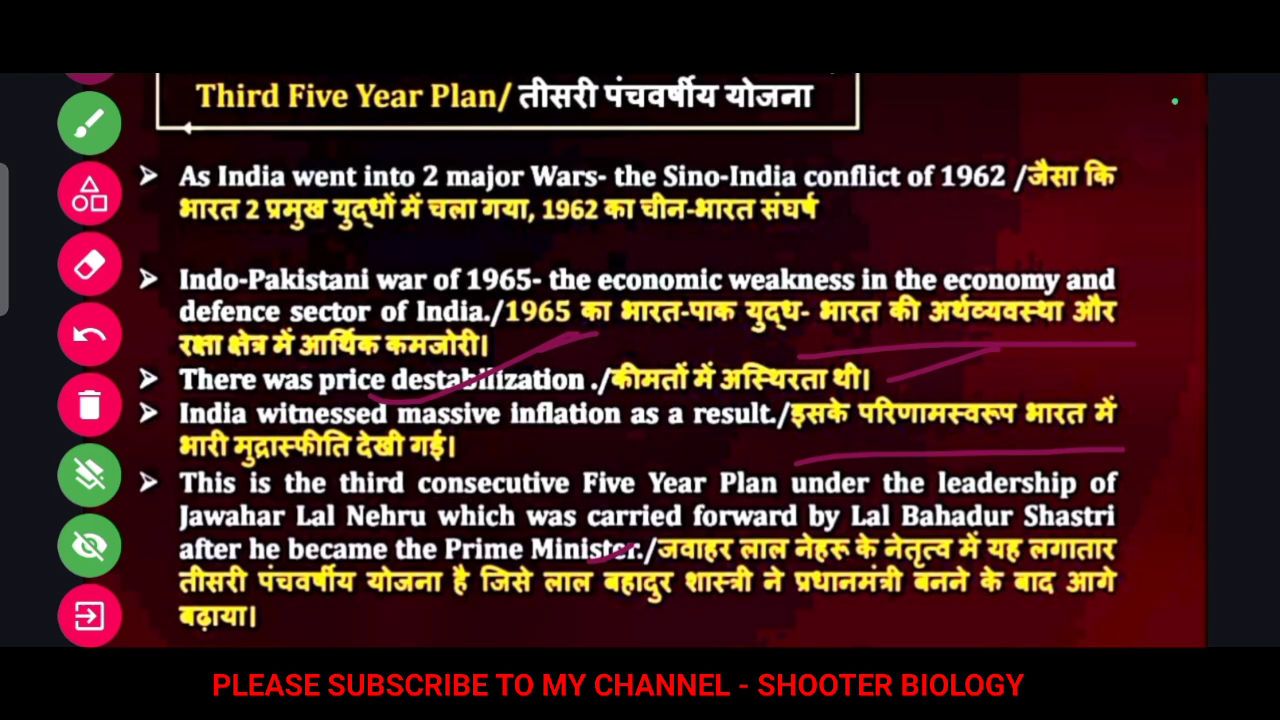 Third Five Year Plan/ तीसरी पंचवर्षीय योजना
➢ As India went into 2 major Wars- the Sino-India conflict of 1962 /जैसा कि
भारत 2 प्रमुख युद्धों में चला गया, 1962 का चीन-भारत संघर्ष
➢ Indo-Pakistani war of 1965- the economic weakness in the economy and
defence sector of India./1965 का भारत-पाक युद्ध- भारत की अर्थव्यवस्था और
रक्षा क्षेत्र में आर्थिक कमजोरी।
➢ There was price destabilization ./कीमतों में अस्थिरता थी।
➢ India witnessed massive inflation as a result./इसके परिणामस्वरूप भारत में
भारी मुद्रास्फीति देखी गई।
➢ This is the third consecutive Five Year Plan under the leadership of
Jawahar Lal Nehru which was carried forward by Lal Bahadur Shastri
after he became the Prime Minister./जवाहर लाल नेहरू के नेतृत्व में यह लगातार
तीसरी पंचवर्षीय योजना है जिसे लाल बहादुर शास्त्री ने प्रधानमंत्री बनने के बाद आगे
बढ़ाया।
PLEASE SUBSCRIBE TO MY CHANNEL - SHOOTER BIOLOGY